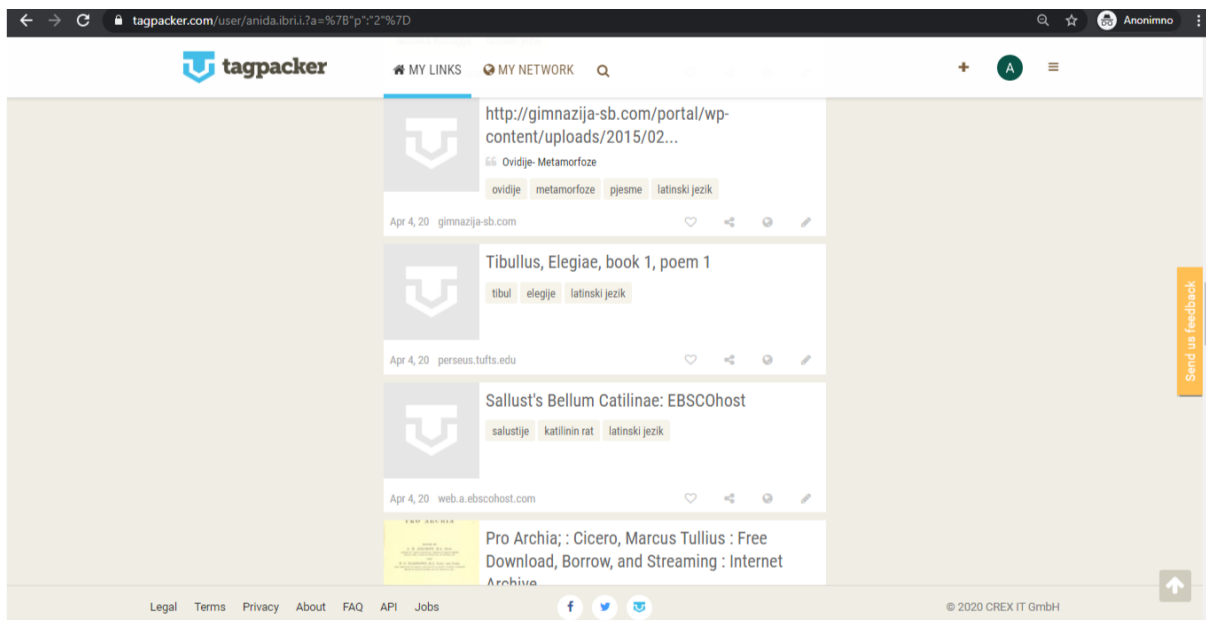 tagpacker.com/user/anida.ibri.i.?a=%7B"p":"2"%7D
Anonimno
tagpacker
MY LINKS
MY NETWORK
A
http://gimnazija-sb.com/portal/wp-
content/uploads/2015/02...
Ovidije- Metamorfoze
ovidije metamorfoze pjesme latinski jezik
Apr 4, 20 gimnazija-sb.com
Tibullus, Elegiae, book 1, poem 1
tibul elegije latinski jezik
Apr 4, 20 perseus.tufts.edu
Sallust's Bellum Catilinae: EBSCOhost
salustije katilinin rat latinski jezik
Apr 4, 20 web.a.ebscohost.com
PRO ARCHIA
Pro Archia; : Cicero, Marcus Tullius : Free
Download, Borrow, and Streaming : Internet
Archive
Send us feedback
Legal Terms Privacy About FAQ API Jobs
© 2020 CREX IT GmbH